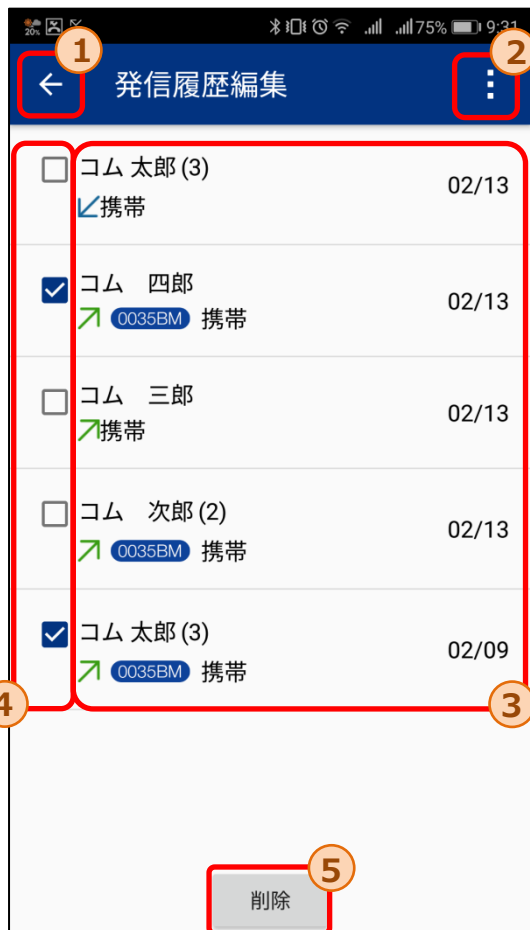 20% 75% 9:31
1 2
発信履歴編集
コム 太郎 (3)
携帯
02/13
コム　四郎
0035BM 携帯
02/13
コム　三郎
携帯
02/13
コム　次郎 (2)
0035BM 携帯
02/13
コム 太郎 (3)
0035BM 携帯
02/09
4 3
5
削除